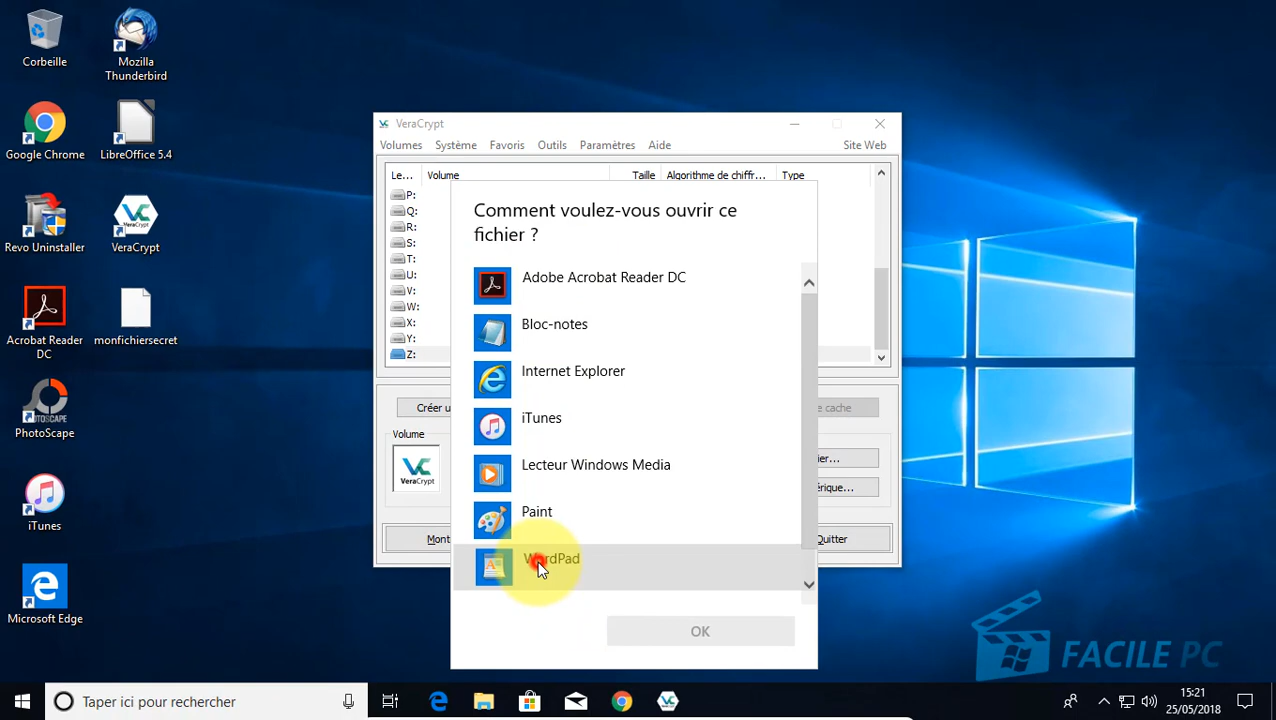 Corbeille
Mozilla
Thunderbird
Google Chrome
LibreOffice 5.4
Revo Uninstaller
VeraCrypt
Acrobat Reader
DC
monfichiersecret
PhotoScape
iTunes
Microsoft Edge
VeraCrypt
Volumes Système Favoris Outils Paramètres Aide Site Web
Le... Volume Taille Algorithme de chiffr... Type
P:
Q:
R:
S:
T:
U:
V:
W:
X:
Y:
Z:
Créer u
e cache
Volume
VC
VeraCrypt
ier...
érique...
Mont
Quitter
Comment voulez-vous ouvrir ce
fichier ?
Adobe Acrobat Reader DC
Bloc-notes
Internet Explorer
iTunes
Lecteur Windows Media
Paint
WordPad
OK
FACILE PC
Taper ici pour rechercher
15:21
25/05/2018